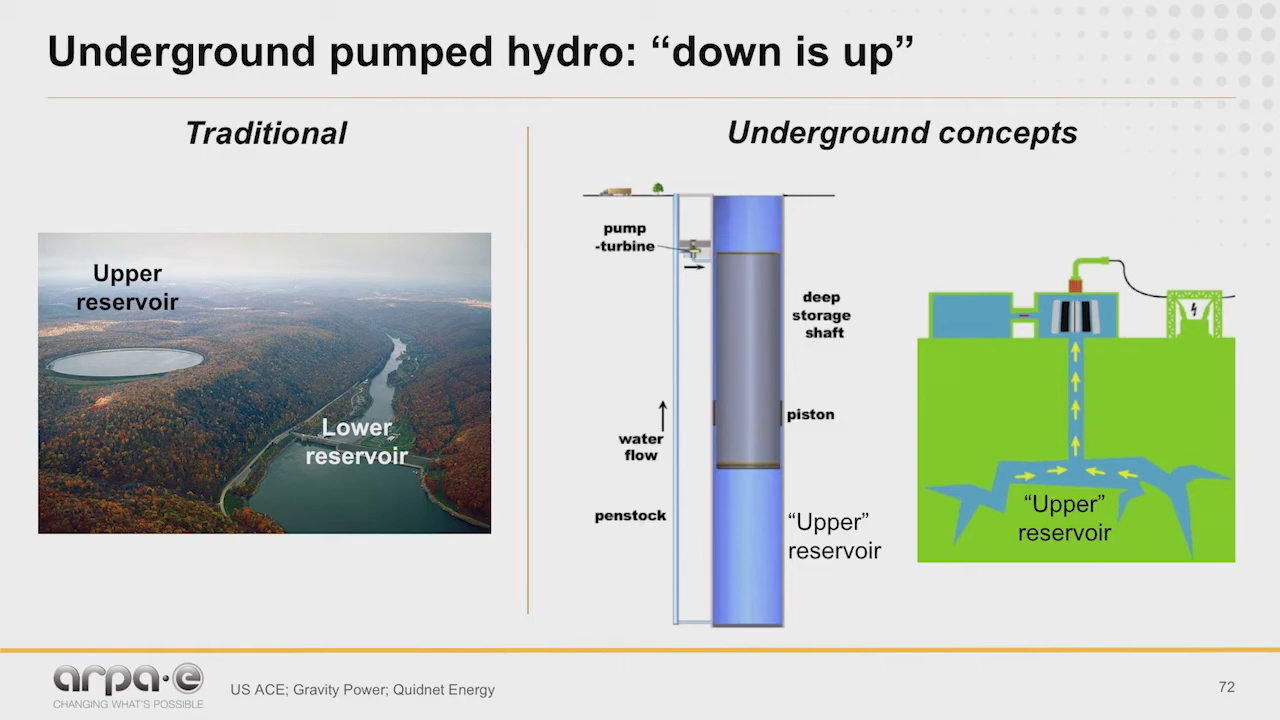 Underground pumped hydro: “down is up”
Traditional
Underground concepts
Upper
reservoir
Lower
reservoir
pump
-turbine
deep
storage
shaft
piston
water
flow
penstock
“Upper”
reservoir
“Upper”
reservoir
arpa·e
CHANGING WHAT’S POSSIBLE
US ACE; Gravity Power; Quidnet Energy
72